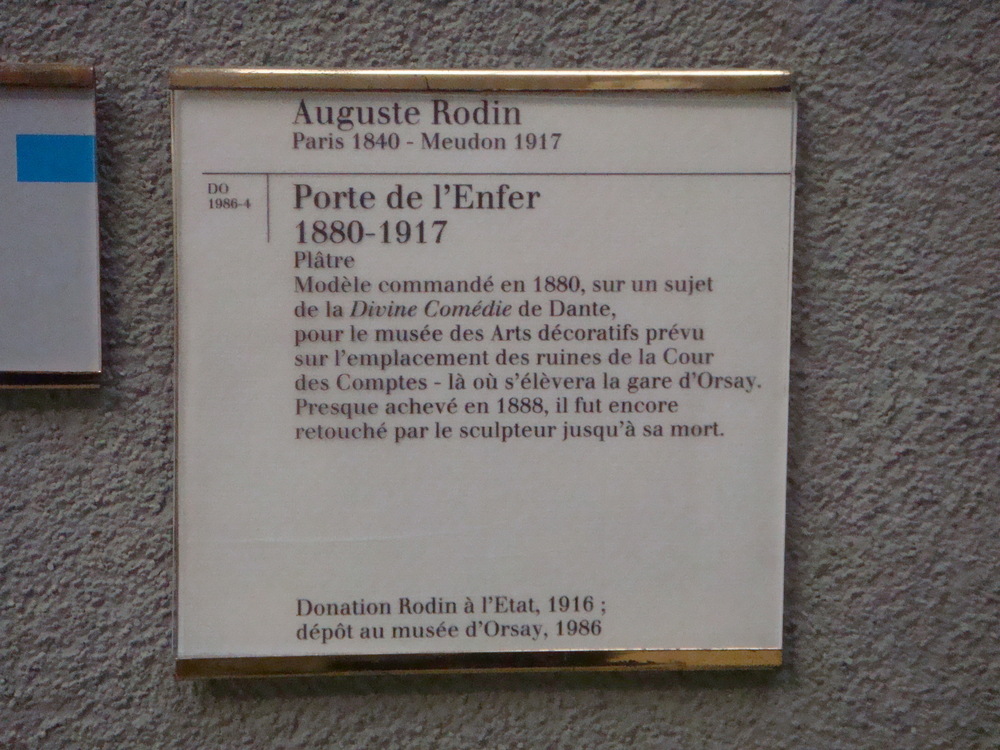 Auguste Rodin
Paris 1840 - Meudon 1917
DO
1986-4
Porte de l'Enfer
1880-1917
Plâtre
Modèle commandé en 1880, sur un sujet
de la Divine Comédie de Dante,
pour le musée des Arts décoratifs prévu
sur l'emplacement des ruines de la Cour
des Comptes - là où s'élèvera la gare d'Orsay.
Presque achevé en 1888, il fut encore
retouché par le sculpteur jusqu'à sa mort.
Donation Rodin à l'Etat, 1916 ;
dépôt au musée d'Orsay, 1986